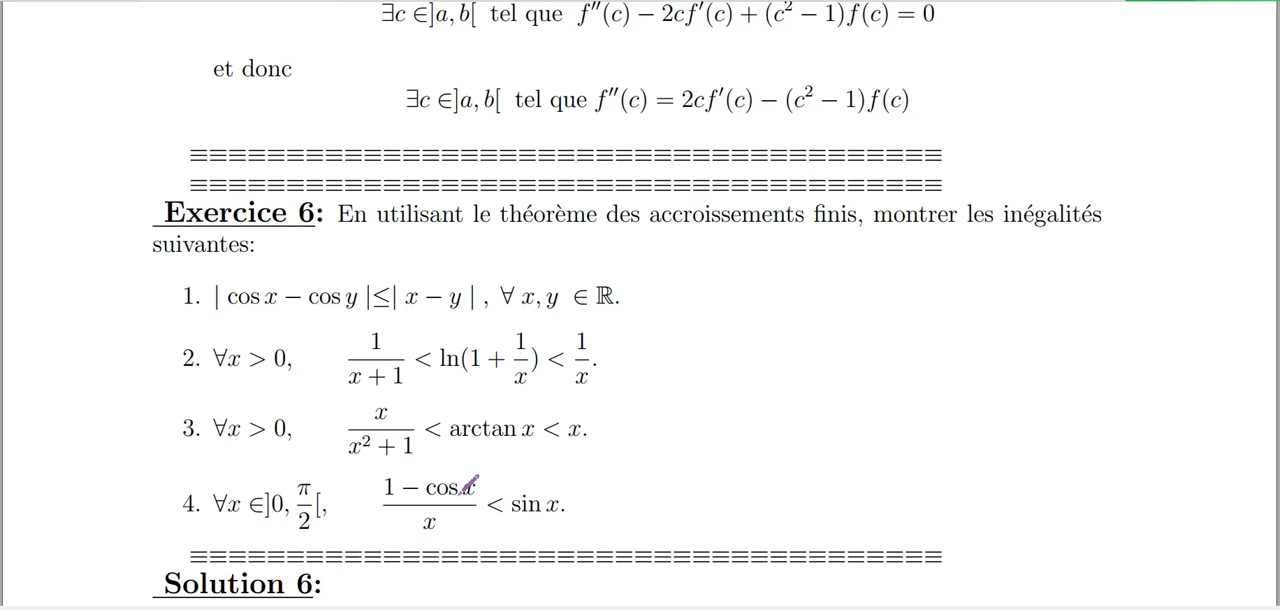 ∃c ∈]a, b[ tel que f″(c) − 2cf′(c) + (c² − 1)f(c) = 0
et donc
∃c ∈]a, b[ tel que f″(c) = 2cf′(c) − (c² − 1)f(c)
Exercice 6: En utilisant le théorème des accroissements finis, montrer les inégalités
suivantes:
1. | cos x − cos y |≤| x − y | , ∀ x, y ∈ ℝ.
2. ∀x > 0, 1/(x + 1) < ln(1 + 1/x) < 1/x.
3. ∀x > 0, x/(x² + 1) < arctan x < x.
4. ∀x ∈]0, π/2[, (1 − cos x)/x < sin x.
Solution 6: